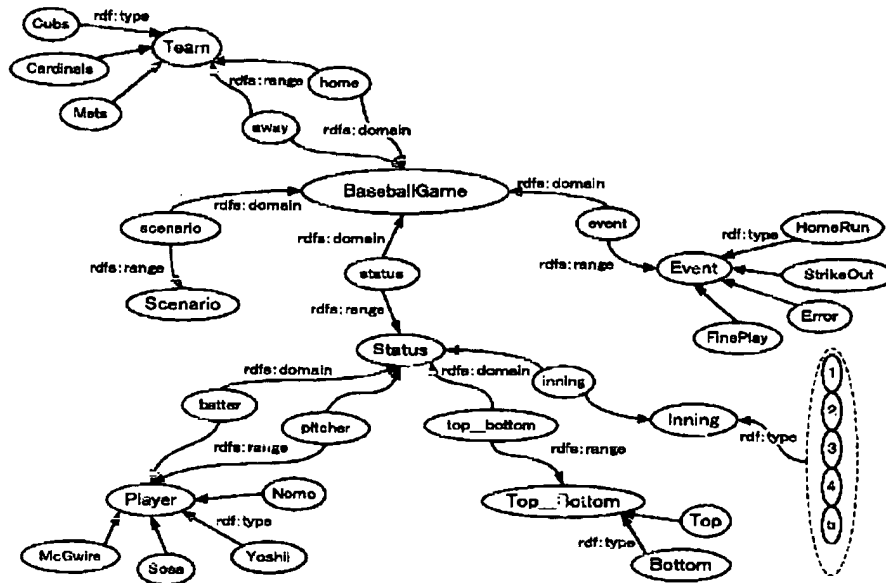 Cubs
rdf:type
Team
Cardinals
Mets
rdfs:range
home
away
rdfs:domain
BaseballGame
rdfs:domain
scenario
rdfs:domain
event
HomeRun
rdf:type
rdfs:domain
rdfs:range
status
rdfs:range
Event
StrikeOut
Scenario
rdfs:range
Error
FinePlay
Status
rdfs:domain
rdfs:domain
inning
1
batter
2
pitcher
top_bottom
Inning
rdfs:range
rdfs:range
rdf:type
3
Nomo
4
Player
Top_Bottom
rdf:type
Top
McGwire
Sosa
Yoshii
rdf:type
Bottom